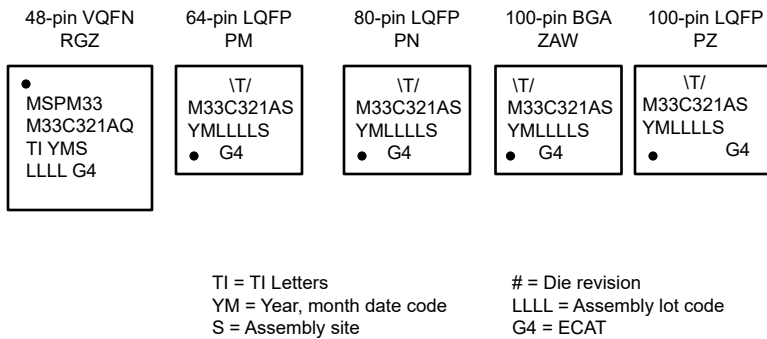 48-pin VQFN
RGZ
MSPM33
M33C321AQ
TI YMS
LLLL G4
64-pin LQFP
PM
\T/
M33C321AS
YMLLLLS
G4
80-pin LQFP
PN
\T/
M33C321AS
YMLLLLS
G4
100-pin BGA
ZAW
\T/
M33C321AS
YMLLLLS
G4
100-pin LQFP
PZ
\T/
M33C321AS
YMLLLLS
G4
TI = TI Letters
YM = Year, month date code
S = Assembly site
# = Die revision
LLLL = Assembly lot code
G4 = ECAT